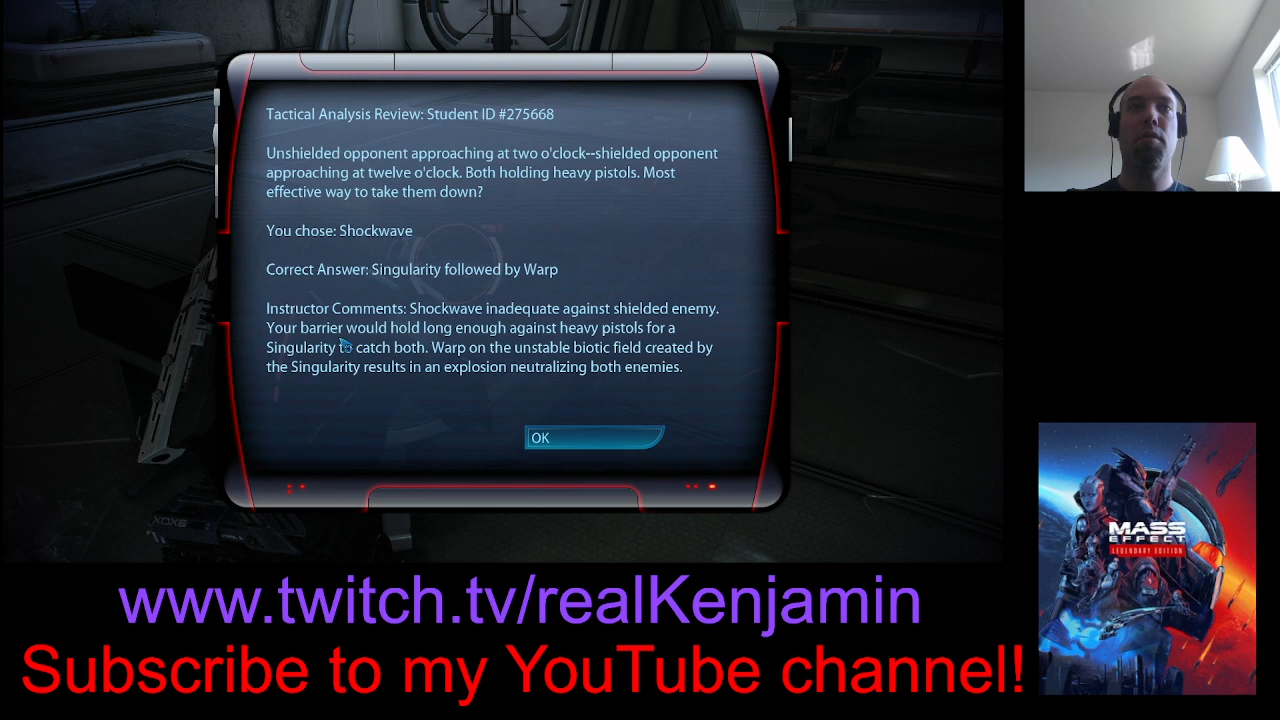 Tactical Analysis Review: Student ID #275668
Unshielded opponent approaching at two o'clock--shielded opponent
approaching at twelve o'clock. Both holding heavy pistols. Most
effective way to take them down?
You chose: Shockwave
Correct Answer: Singularity followed by Warp
Instructor Comments: Shockwave inadequate against shielded enemy.
Your barrier would hold long enough against heavy pistols for a
Singularity to catch both. Warp on the unstable biotic field created by
the Singularity results in an explosion neutralizing both enemies.
OK
MASS
EFFECT
LEGENDARY EDITION
www.twitch.tv/realKenjamin
Subscribe to my YouTube channel!